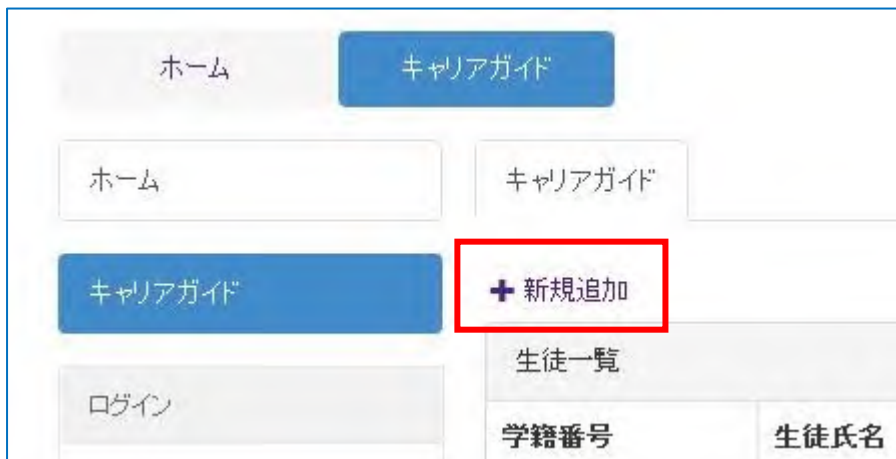 ホーム キャリアガイド
ホーム
キャリアガイド
キャリアガイド
+ 新規追加
ログイン
生徒一覧
学籍番号 生徒氏名